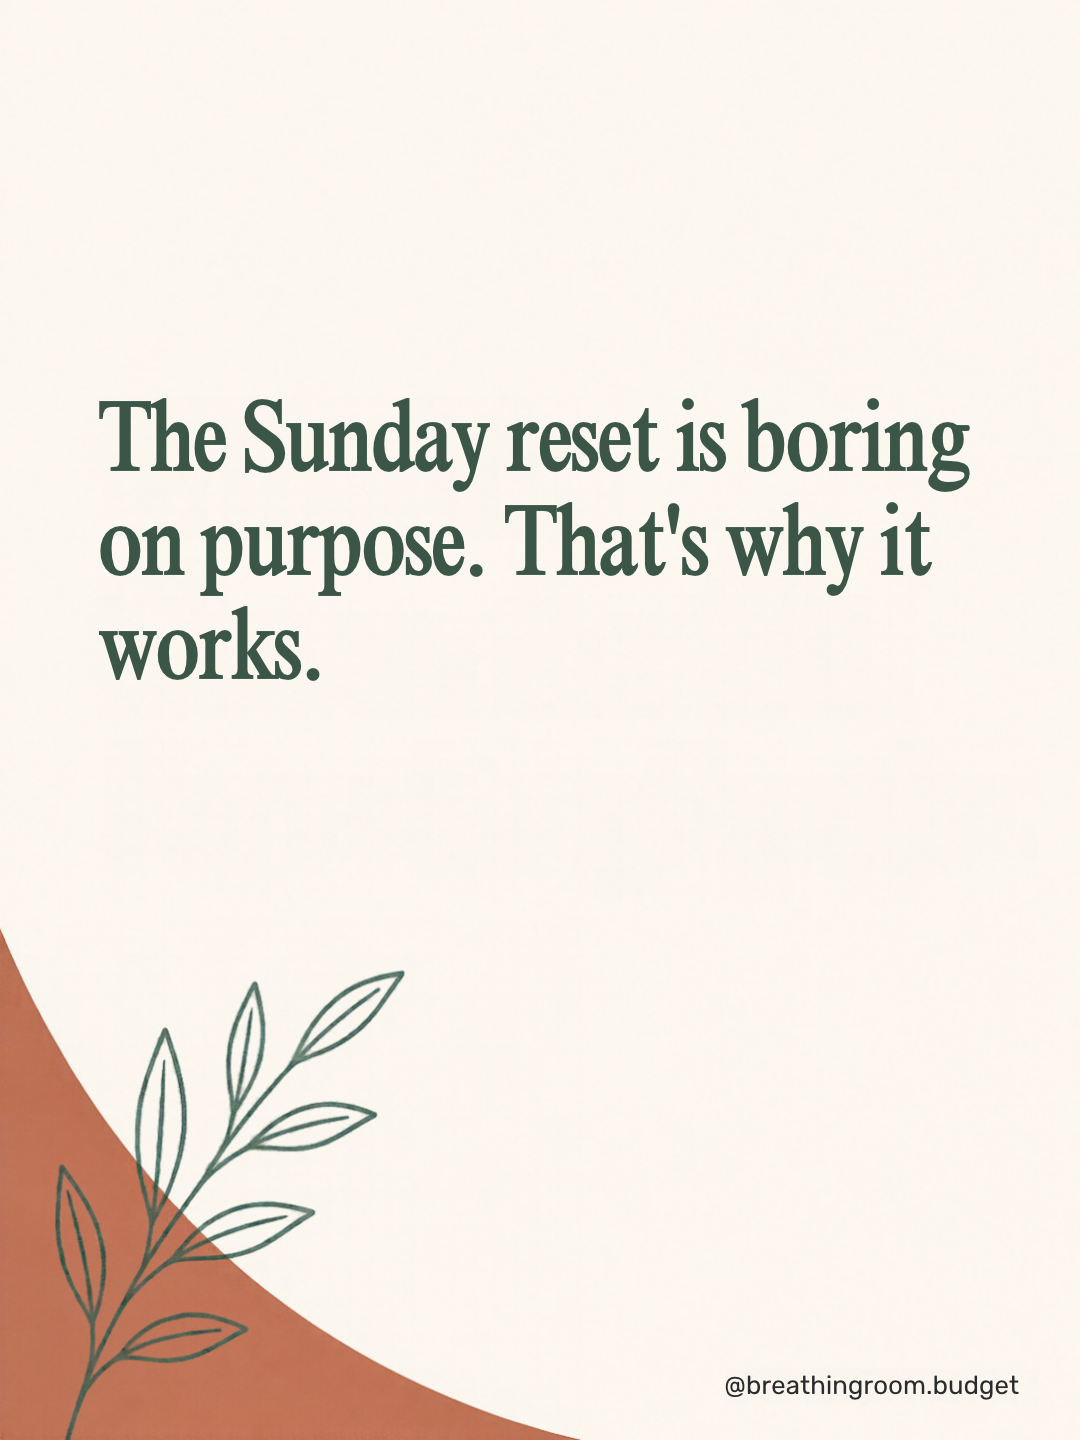 The Sunday reset is boring
on purpose. That's why it
works.
@breathingroom.budget